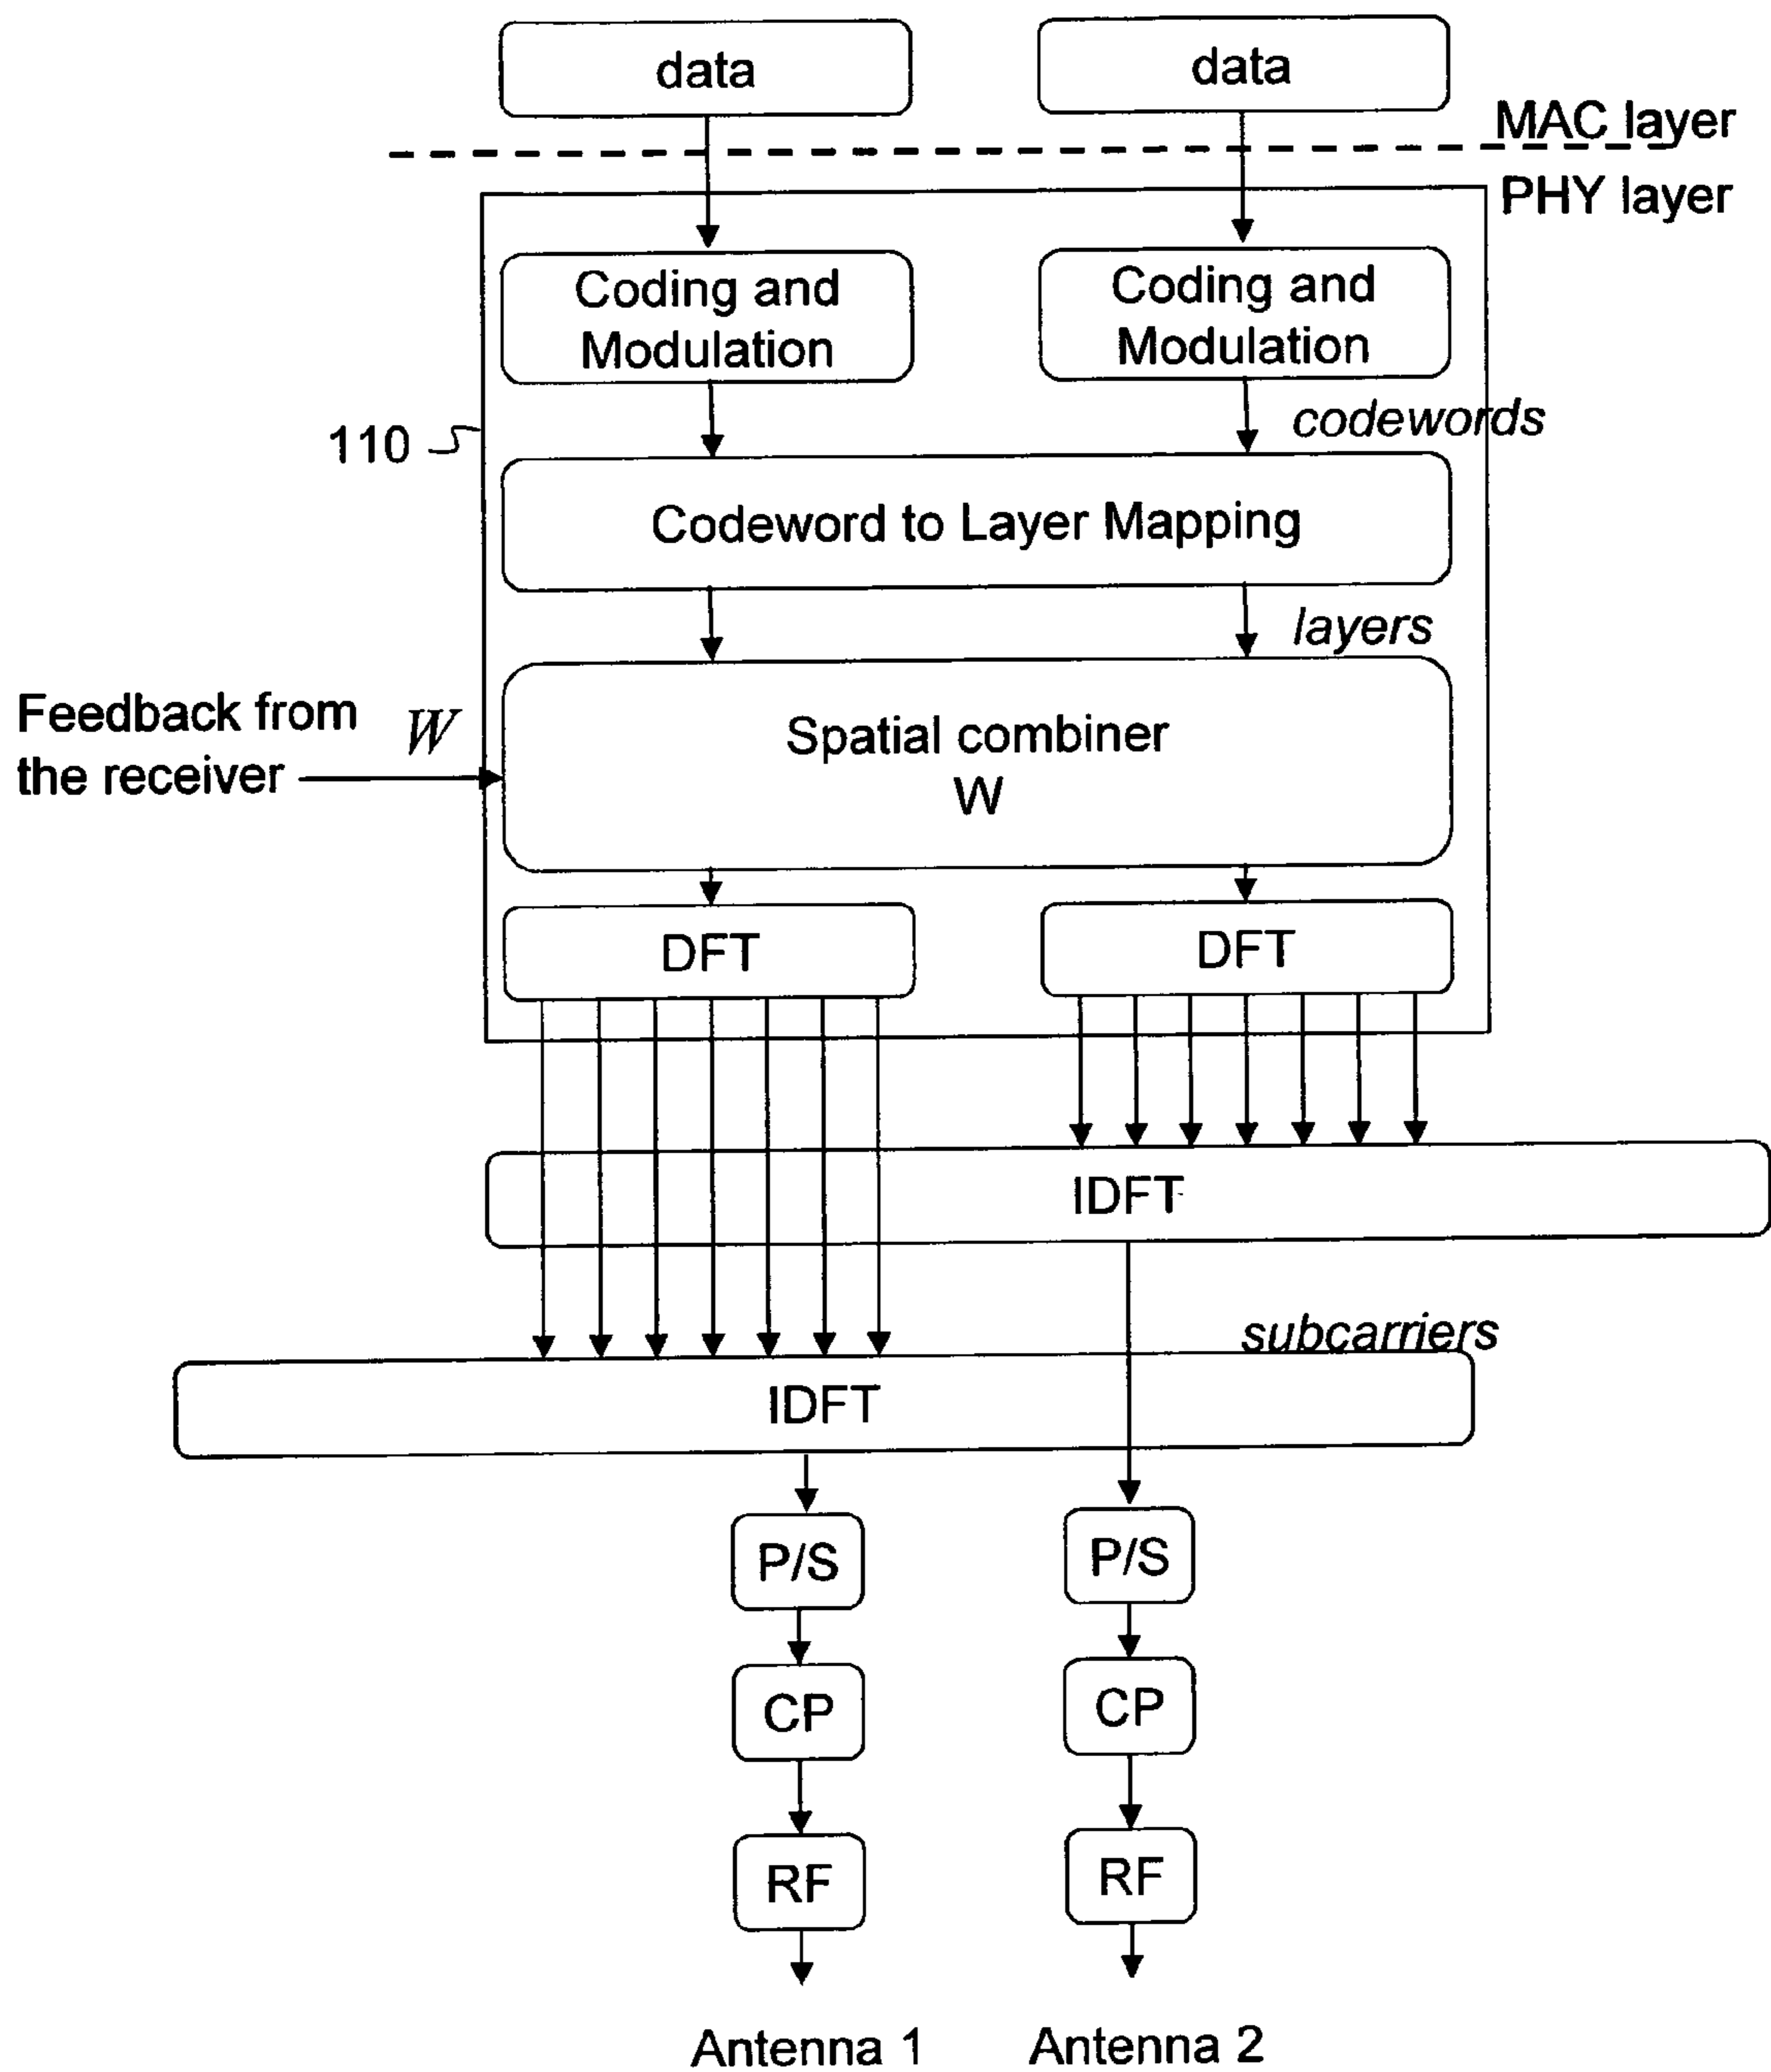 data
data
MAC layer
PHY layer
Coding and
Modulation
Coding and
Modulation
codewords
110
Codeword to Layer Mapping
layers
Feedback from
the receiver
W
Spatial combiner
W
DFT
DFT
IDFT
subcarriers
IDFT
P/S
P/S
CP
CP
RF
RF
Antenna 1
Antenna 2